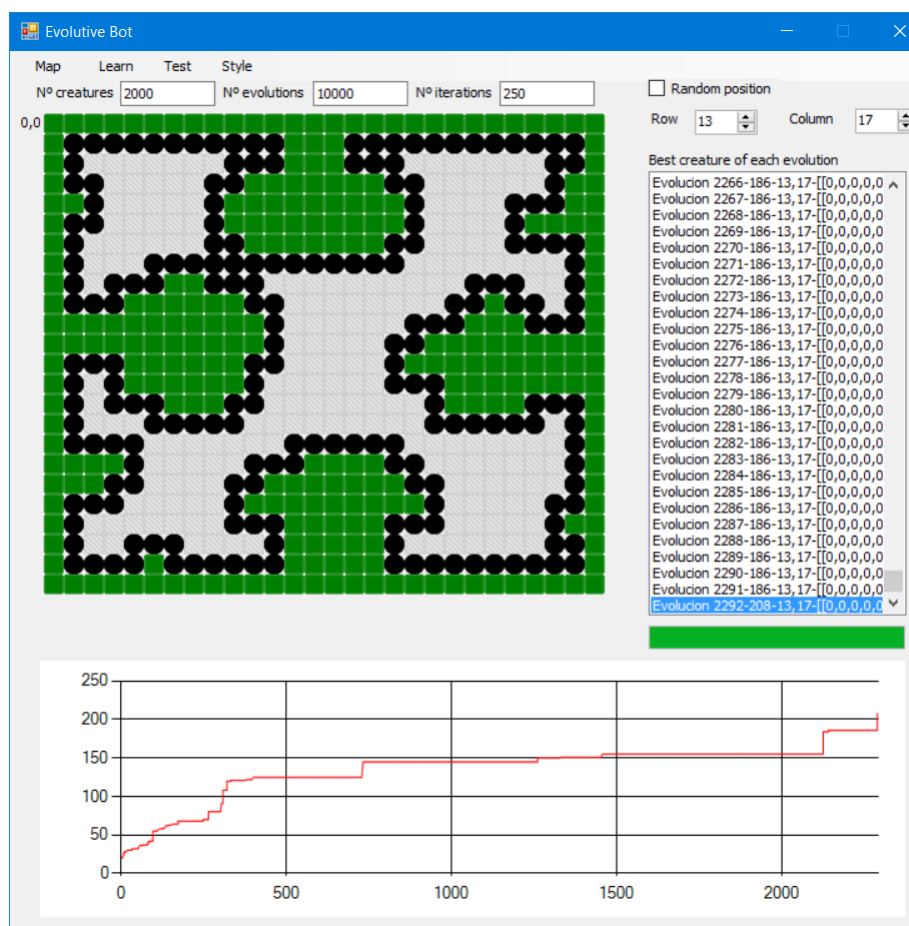 Evolutive Bot
Map Learn Test Style
Nº creatures 2000 Nº evolutions 10000 Nº iterations 250
Random position
0,0
Row 13 Column 17
Best creature of each evolution
Evolucion 2266-186-13,17-[[0,0,0,0,0
Evolucion 2267-186-13,17-[[0,0,0,0,0
Evolucion 2268-186-13,17-[[0,0,0,0,0
Evolucion 2269-186-13,17-[[0,0,0,0,0
Evolucion 2270-186-13,17-[[0,0,0,0,0
Evolucion 2271-186-13,17-[[0,0,0,0,0
Evolucion 2272-186-13,17-[[0,0,0,0,0
Evolucion 2273-186-13,17-[[0,0,0,0,0
Evolucion 2274-186-13,17-[[0,0,0,0,0
Evolucion 2275-186-13,17-[[0,0,0,0,0
Evolucion 2276-186-13,17-[[0,0,0,0,0
Evolucion 2277-186-13,17-[[0,0,0,0,0
Evolucion 2278-186-13,17-[[0,0,0,0,0
Evolucion 2279-186-13,17-[[0,0,0,0,0
Evolucion 2280-186-13,17-[[0,0,0,0,0
Evolucion 2281-186-13,17-[[0,0,0,0,0
Evolucion 2282-186-13,17-[[0,0,0,0,0
Evolucion 2283-186-13,17-[[0,0,0,0,0
Evolucion 2284-186-13,17-[[0,0,0,0,0
Evolucion 2285-186-13,17-[[0,0,0,0,0
Evolucion 2286-186-13,17-[[0,0,0,0,0
Evolucion 2287-186-13,17-[[0,0,0,0,0
Evolucion 2288-186-13,17-[[0,0,0,0,0
Evolucion 2289-186-13,17-[[0,0,0,0,0
Evolucion 2290-186-13,17-[[0,0,0,0,0
Evolucion 2291-186-13,17-[[0,0,0,0,0
Evolucion 2292-208-13,17-[[0,0,0,0,0
250
200
150
100
50
0
0 500 1000 1500 2000